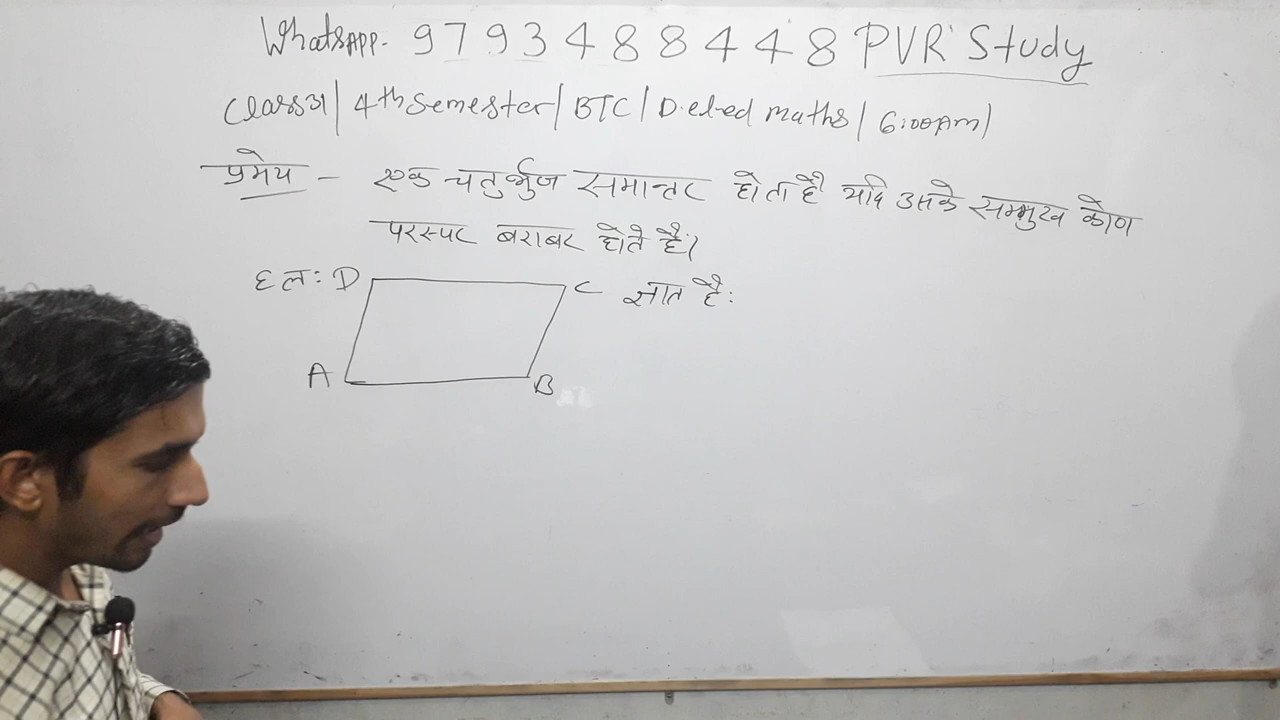 WhatsAPP- 9793488448 PVR Study
Class 31 | 4th Semester | BTC | D.el.ed maths | 6:00 Am |
प्रमेय - एक चतुर्भुज समान्तर होता है यदि उसके सम्मुख कोण
परस्पर बराबर होते है।
हल: D C ज्ञात है:
A B